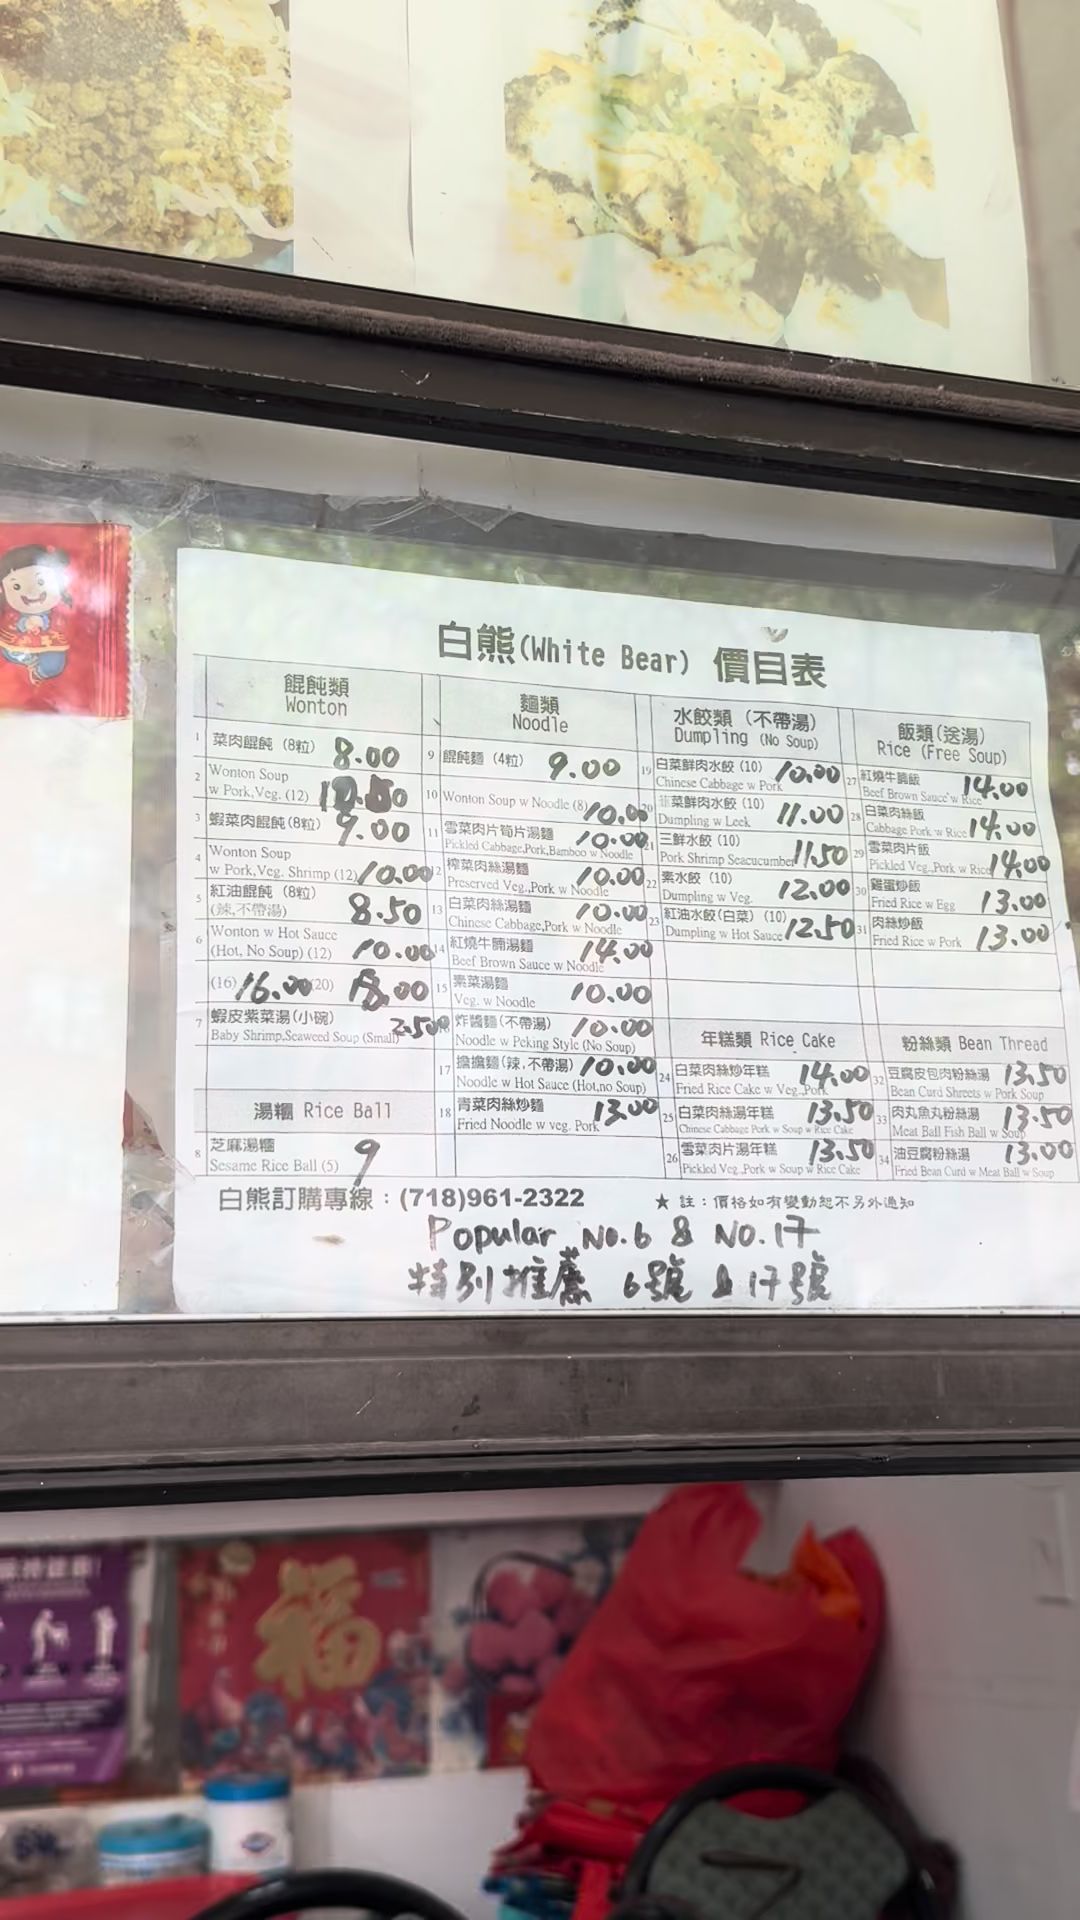 白熊(White Bear) 價目表
餛飩類
Wonton
1 菜肉餛飩 (8粒) 8.00
2 Wonton Soup
w Pork,Veg. (12)
3 蝦菜肉餛飩(8粒) 9.00
4 Wonton Soup
w Pork,Veg. Shrimp (12) 10.00
5 紅油餛飩 (8粒)
(辣,不帶湯) 8.50
6 Wonton w Hot Sauce
(Hot, No Soup) (12) 10.00
(16) 16.00 (20) 18.00
7 蝦皮紫菜湯(小碗)
Baby Shrimp,Seaweed Soup (Small) 2.50
湯糰 Rice Ball
8 芝麻湯糰
Sesame Rice Ball (5) 9
麵類
Noodle
9 餛飩麵 (4粒) 9.00
10 Wonton Soup w Noodle (8) 10.00
11 雪菜肉片筍片湯麵 10.00
Pickled Cabbage,Pork,Bamboo w Noodle
12 榨菜肉絲湯麵 10.00
Preserved Veg.,Pork w Noodle
13 白菜肉絲湯麵 10.00
Chinese Cabbage,Pork w Noodle
14 紅燒牛腩湯麵 14.00
Beef Brown Sauce w Noodle
15 素菜湯麵 10.00
Veg. w Noodle
炸醬麵(不帶湯) 10.00
Noodle w Peking Style (No Soup)
17 擔擔麵(辣,不帶湯) 10.00
Noodle w Hot Sauce (Hot,no Soup)
18 青菜肉絲炒麵 13.00
Fried Noodle w veg. Pork
水餃類 (不帶湯)
Dumpling (No Soup)
19 白菜鮮肉水餃 (10) 10.00
Chinese Cabbage w Pork
20 韮菜鮮肉水餃 (10) 11.00
Dumpling w Leek
21 三鮮水餃 (10) 11.50
Pork Shrimp Seacucumber
22 素水餃 (10) 12.00
Dumpling w Veg.
23 紅油水餃(白菜) (10) 12.50
Dumpling w Hot Sauce
年糕類 Rice Cake
24 白菜肉絲炒年糕 14.00
Fried Rice Cake w Veg.,Pork
25 白菜肉絲湯年糕 13.50
Chinese Cabbage Pork w Soup w Rice Cake
26 雪菜肉片湯年糕 13.50
Pickled Veg.,Pork w Soup w Rice Cake
飯類(送湯)
Rice (Free Soup)
27 紅燒牛腩飯 14.00
Beef Brown Sauce w Rice
28 白菜肉絲飯 14.00
Cabbage Pork w Rice
29 雪菜肉片飯 14.00
Pickled Veg.,Pork w Rice
30 雞蛋炒飯 13.00
Fried Rice w Egg
31 肉絲炒飯 13.00
Fried Rice w Pork
粉絲類 Bean Thread
32 豆腐皮包肉粉絲湯 13.50
Bean Curd Shreets w Pork Soup
33 肉丸魚丸粉絲湯 13.50
Meat Ball Fish Ball w Soup
34 油豆腐粉絲湯 13.00
Fried Bean Curd w Meat Ball w Soup
白熊訂購專線：(718)961-2322
★ 註：價格如有變動恕不另外通知
Popular No.6 & No.17
特別推薦 6號 & 17號
福